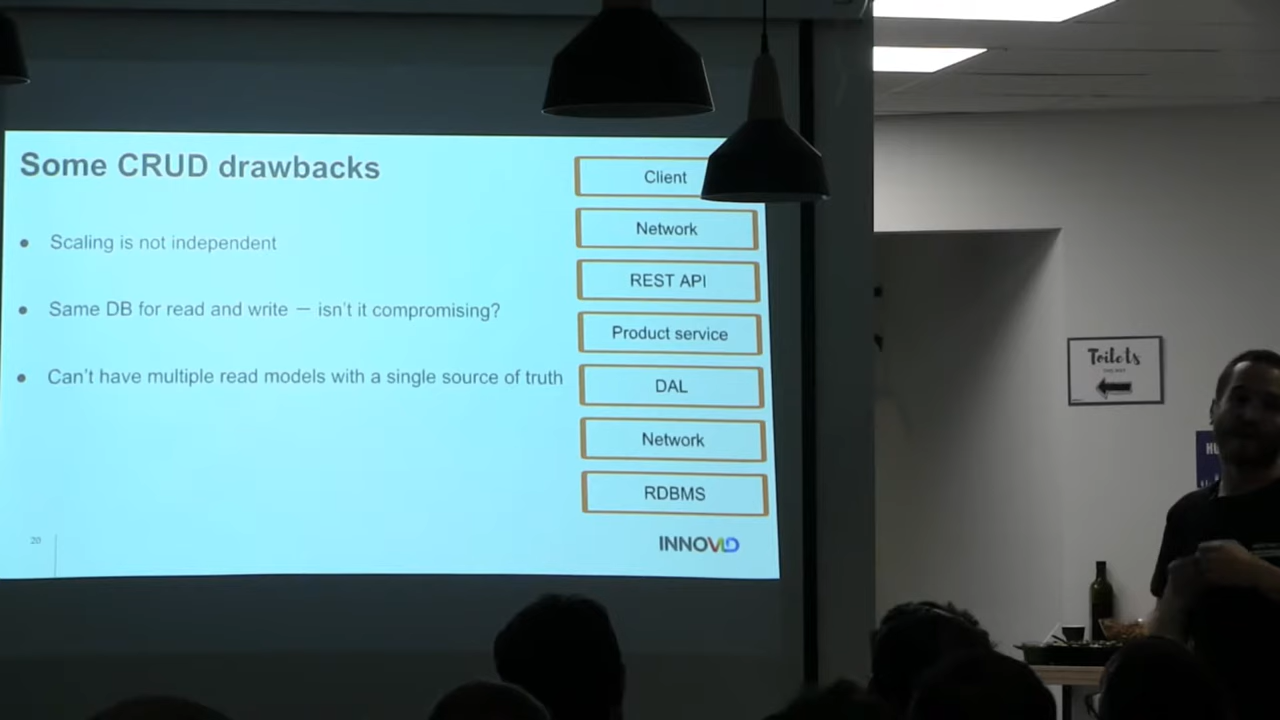 Some CRUD drawbacks
● Scaling is not independent
● Same DB for read and write — isn't it compromising?
● Can't have multiple read models with a single source of truth
Client
Network
REST API
Product service
DAL
Network
RDBMS
20
INNOVID
Toilets
HU